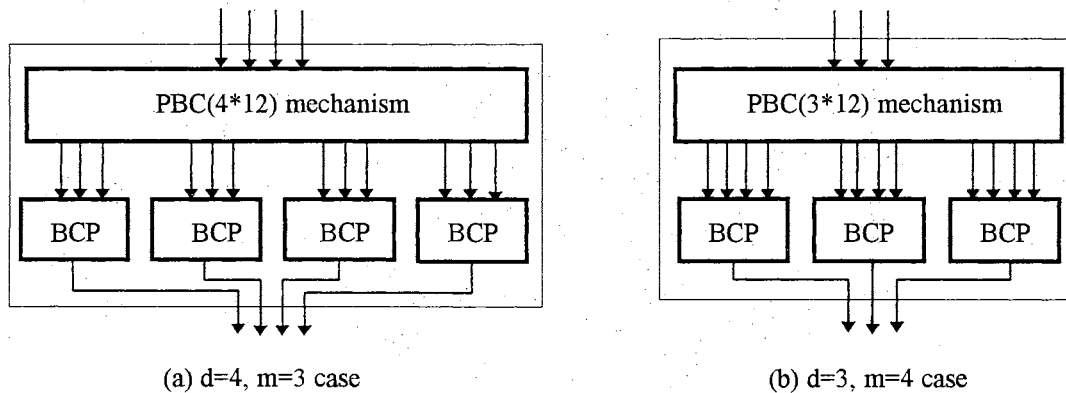 PBC(4*12) mechanism
BCP BCP BCP BCP
(a) d=4, m=3 case
PBC(3*12) mechanism
BCP BCP BCP
(b) d=3, m=4 case